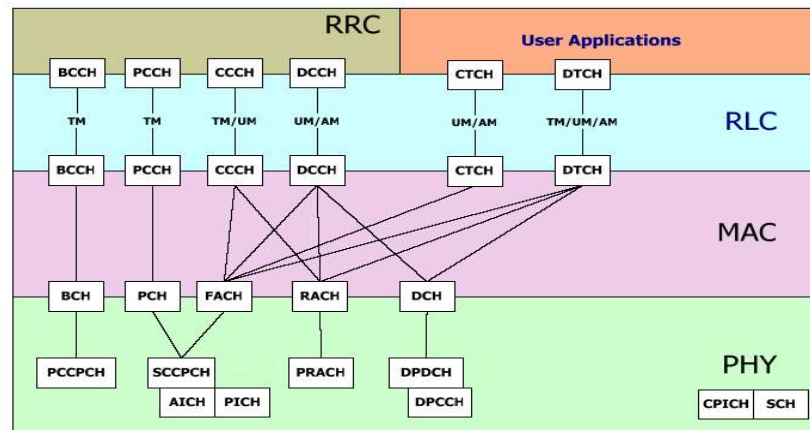 RRC
User Applications
BCCH PCCH CCCH DCCH CTCH DTCH
TM TM TM/UM UM/AM UM/AM TM/UM/AM
RLC
BCCH PCCH CCCH DCCH CTCH DTCH
MAC
BCH PCH FACH RACH DCH
PCCPCH SCCPCH PRACH DPDCH
PHY
AICH PICH DPCCH CPICH SCH